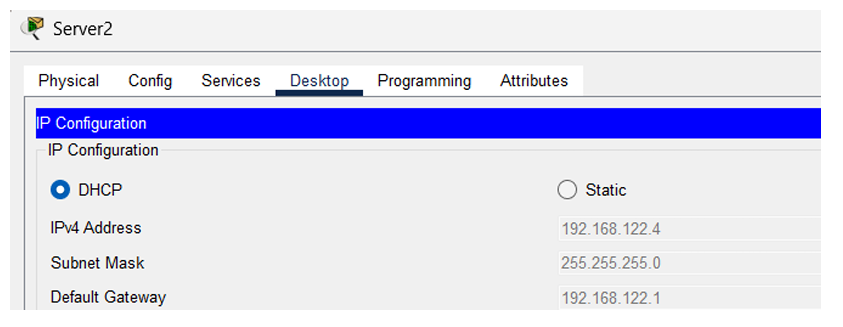 Server2
Physical Config Services Desktop Programming Attributes
IP Configuration
IP Configuration
DHCP Static
IPv4 Address 192.168.122.4
Subnet Mask 255.255.255.0
Default Gateway 192.168.122.1